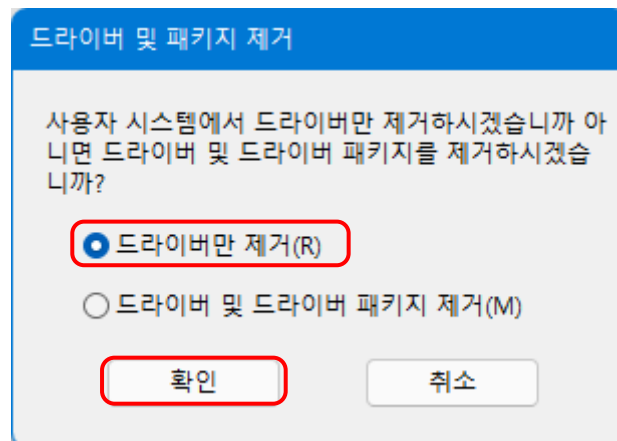 드라이버 및 패키지 제거
사용자 시스템에서 드라이버만 제거하시겠습니까 아
니면 드라이버 및 드라이버 패키지를 제거하시겠습
니까?
드라이버만 제거(R)
드라이버 및 드라이버 패키지 제거(M)
확인 취소